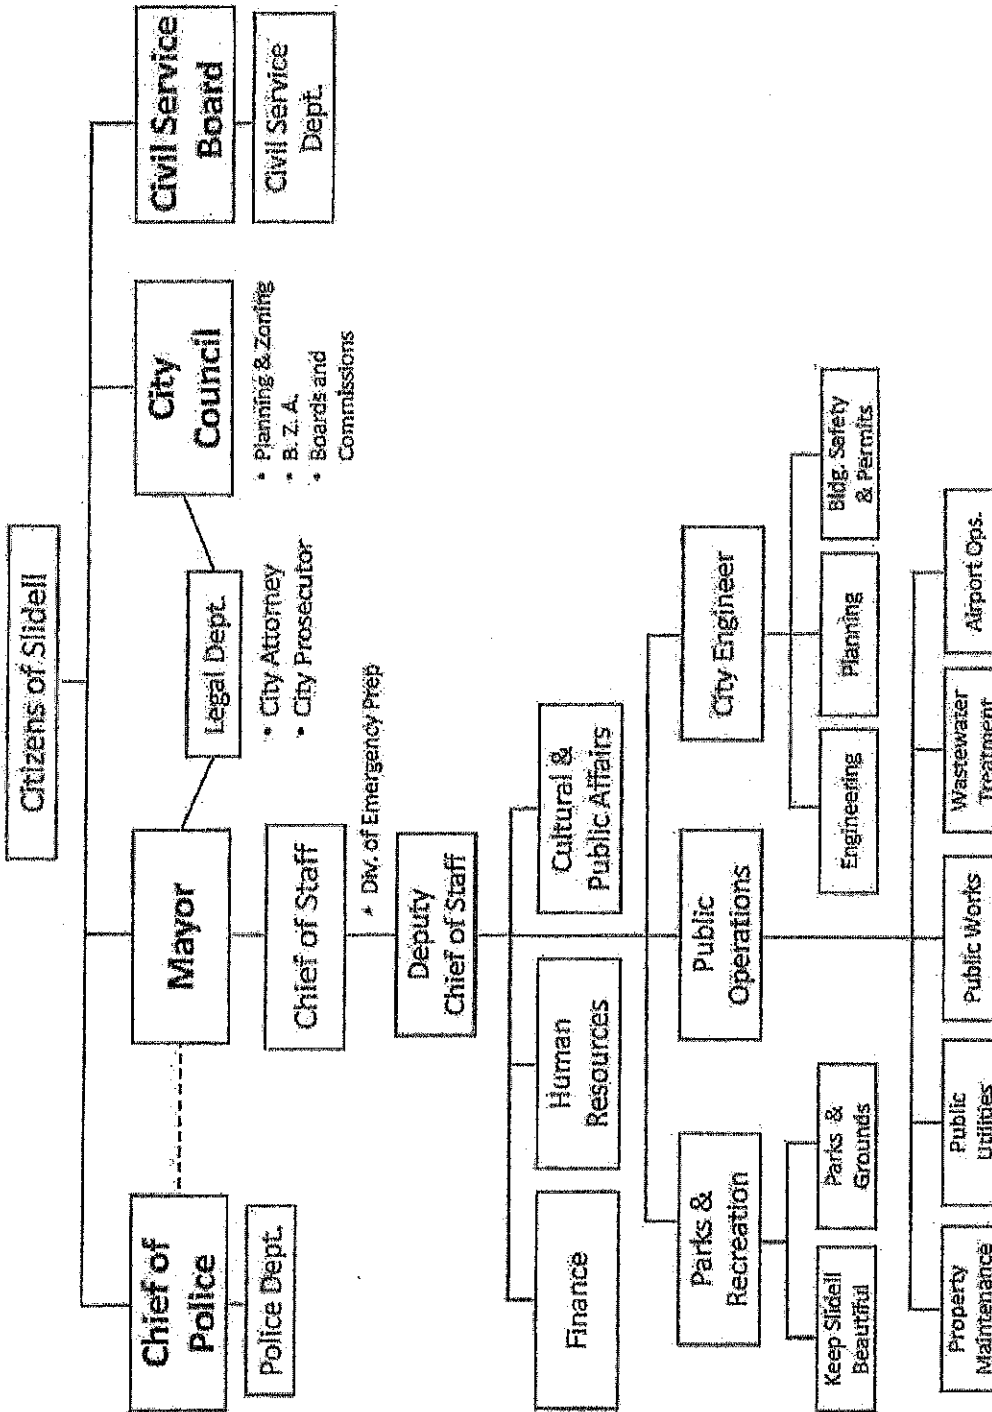 Citizens of Slidell
Chief of
Police
Mayor
City
Council
Civil Service
Board
Police Dept.
Legal Dept.
Civil Service
Dept.
• City Attorney
• City Prosecutor
• Planning & Zoning
• B. Z. A.
• Boards and
Commissions
Chief of Staff
Div. of Emergency Prep
Deputy
Chief of Staff
Finance
Human
Resources
Cultural &
Public Affairs
Parks &
Recreation
Public
Operations
City Engineer
Keep Slidell
Beautiful
Parks &
Grounds
Engineering
Planning
Bldg. Safety
& Permits
Property
Maintenance
Public
Utilities
Public Works
Wastewater
Treatment
Airport Ops.